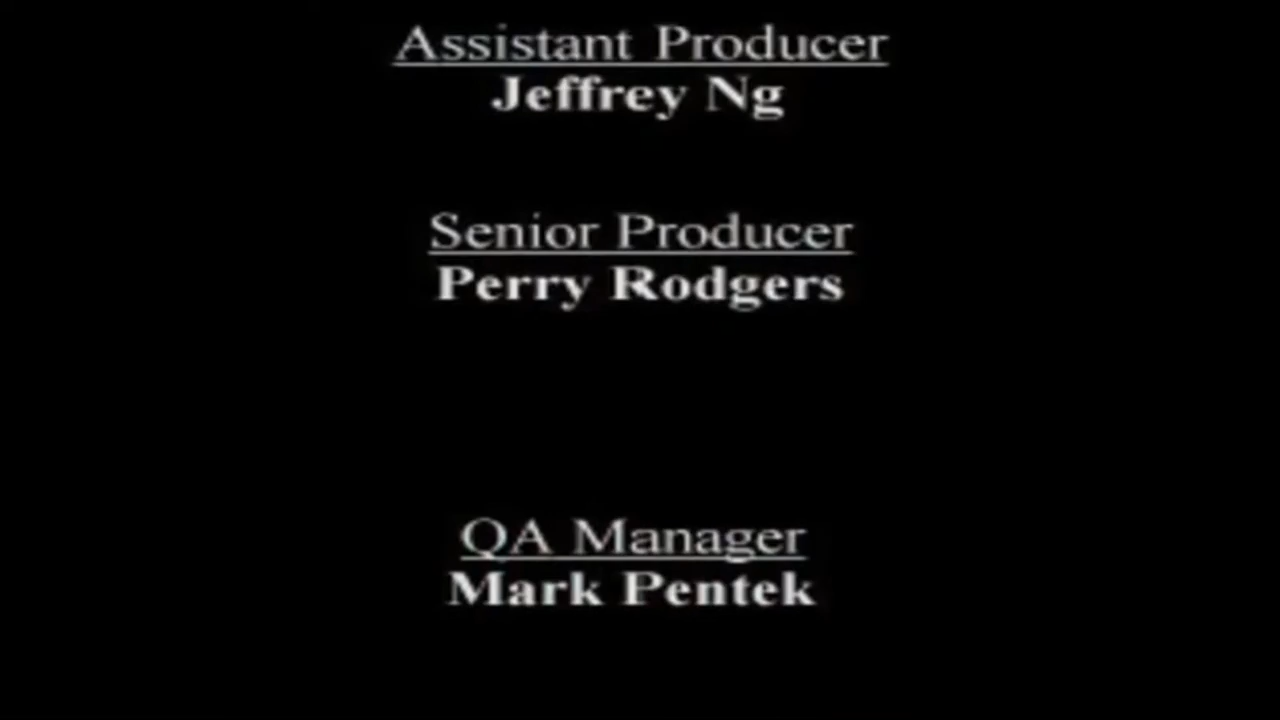 Assistant Producer
Jeffrey Ng
Senior Producer
Perry Rodgers
QA Manager
Mark Pentek